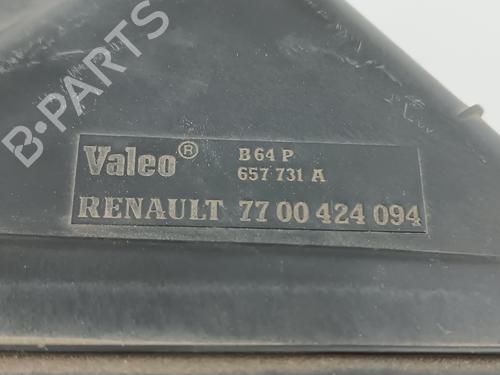 B-PARTS
Valeo® B 64 P
657 731 A
RENAULT 77 00 424 094